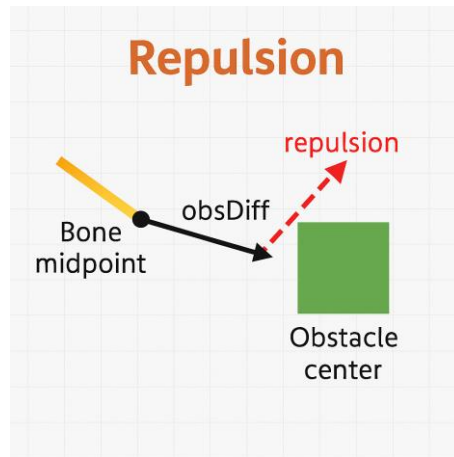 Repulsion
repulsion
obsDiff
Bone
midpoint
Obstacle
center